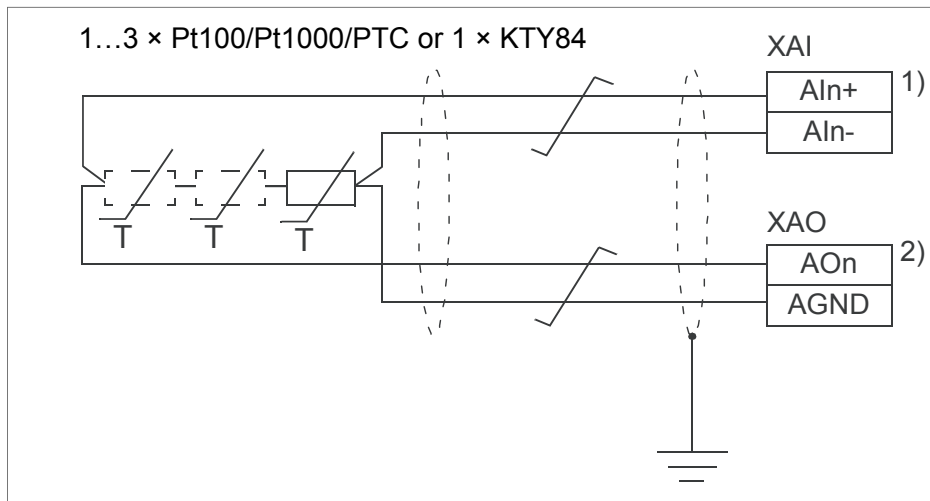 1…3 × Pt100/Pt1000/PTC or 1 × KTY84
XAI
AIn+ 1)
AIn-
T T T
XAO
AOn 2)
AGND